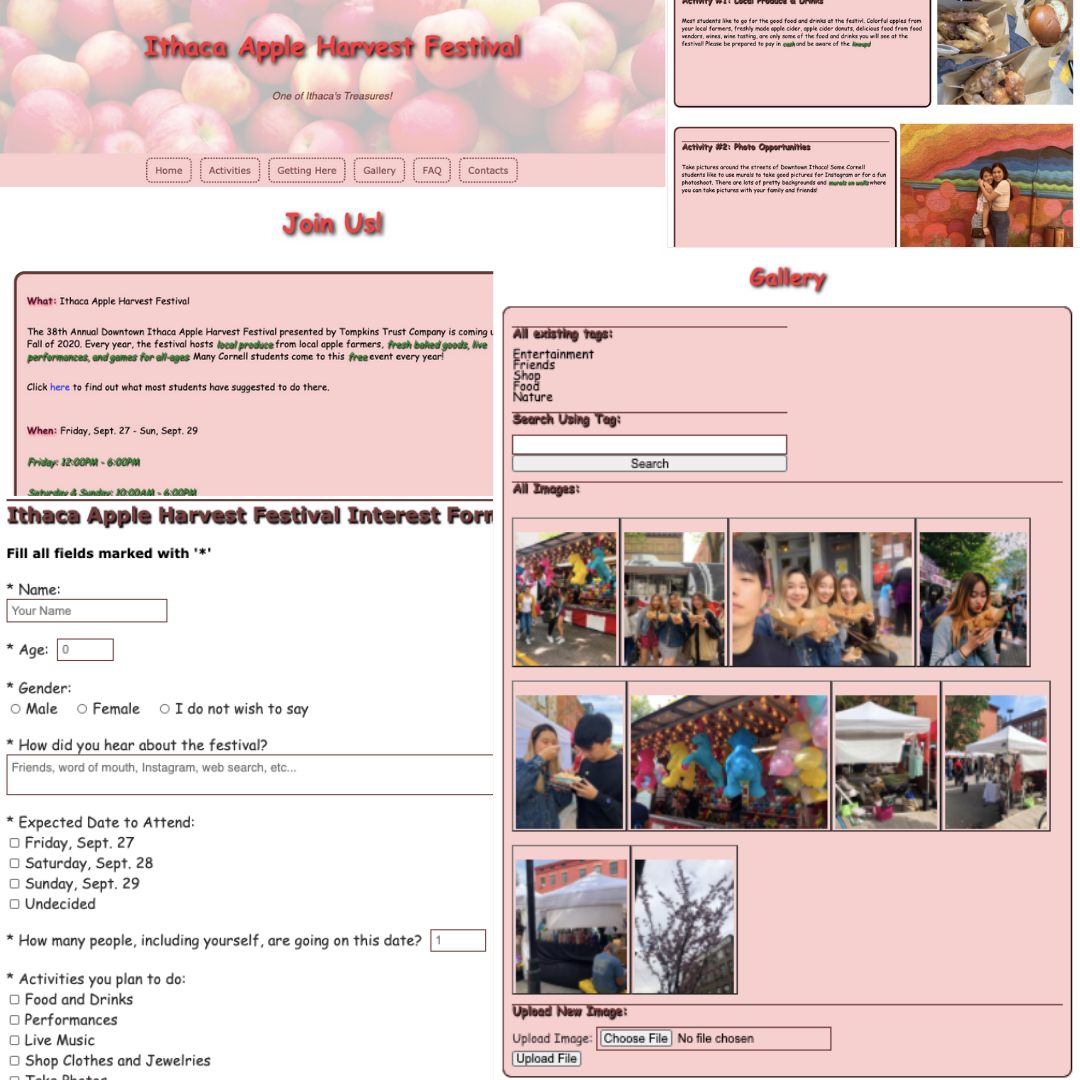 Ithaca Apple Harvest Festival
One of Ithaca's Treasures!
Home Activities Getting Here Gallery FAQ Contacts
Join Us!
What: Ithaca Apple Harvest Festival
The 38th Annual Downtown Ithaca Apple Harvest Festival presented by Tompkins Trust Company is coming
Fall of 2020. Every year, the festival hosts local produce from local apple farmers, fresh baked goods, live
performances, and games for all-ages. Many Cornell students come to this free event every year!
Click here to find out what most students have suggested to do there.
When: Friday, Sept. 27 - Sun, Sept. 29
Friday: 12:00PM - 6:00PM
Saturday & Sunday: 10:00AM - 6:00PM
Activity #1: Local Produce & Drinks
Most students like to go for the good food and drinks at the festivl. Colorful apples from
your local farmers, freshly made apple cider, apple cider donuts, delicious food from food
vendors, wines, wine tasting, are only some of the food and drinks you will see at the
festival! Please be prepared to pay in cash and be aware of the lineups!
Activity #2: Photo Opportunities
Take pictures around the streets of Downtown Ithaca! Some Cornell
students like to use murals to take good pictures for Instagram or for a fun
photoshoot. There are lots of pretty backgrounds and murals on walls where
you can take pictures with your family and friends!
Ithaca Apple Harvest Festival Interest Form
Fill all fields marked with '*'
* Name:
Your Name
* Age: 0
* Gender:
Male Female I do not wish to say
* How did you hear about the festival?
Friends, word of mouth, Instagram, web search, etc...
* Expected Date to Attend:
Friday, Sept. 27
Saturday, Sept. 28
Sunday, Sept. 29
Undecided
* How many people, including yourself, are going on this date? 1
* Activities you plan to do:
Food and Drinks
Performances
Live Music
Shop Clothes and Jewelries
Take Photos
Gallery
All existing tags:
Entertainment
Friends
Shop
Food
Nature
Search Using Tag:
Search
All Images:
Upload New Image:
Upload Image: Choose File No file chosen
Upload File